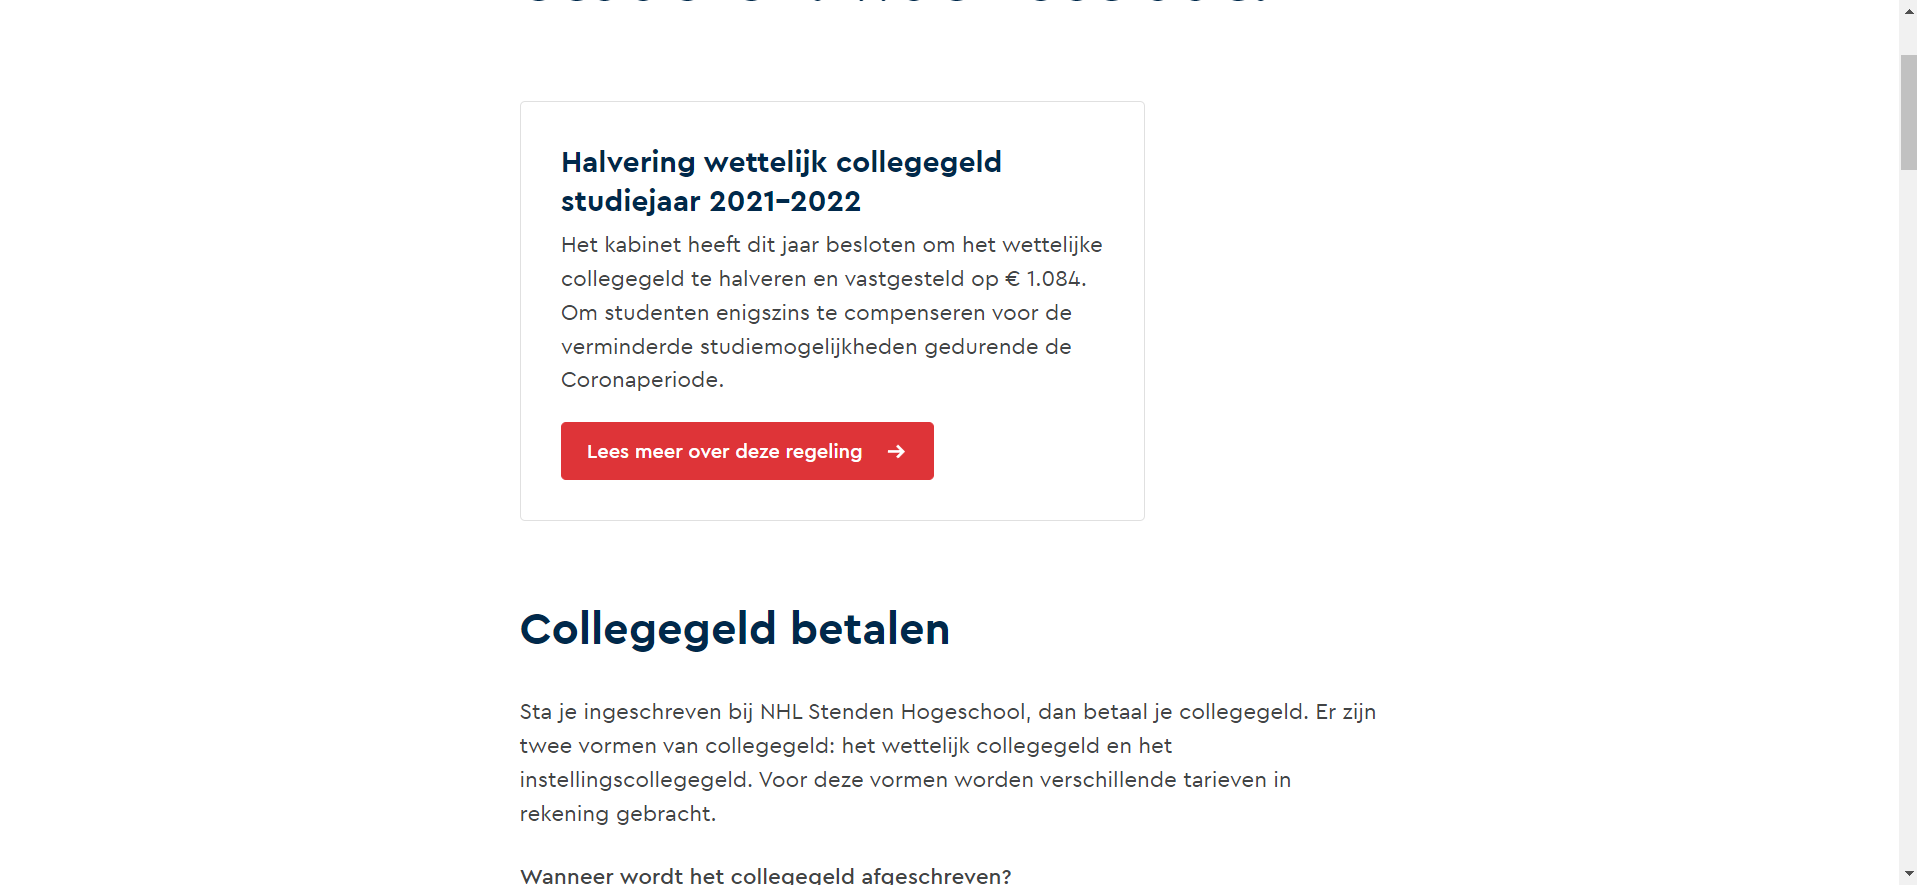 Halvering wettelijk collegegeld
studiejaar 2021-2022
Het kabinet heeft dit jaar besloten om het wettelijke
collegegeld te halveren en vastgesteld op € 1.084.
Om studenten enigszins te compenseren voor de
verminderde studiemogelijkheden gedurende de
Coronaperiode.
Lees meer over deze regeling →
Collegegeld betalen
Sta je ingeschreven bij NHL Stenden Hogeschool, dan betaal je collegegeld. Er zijn
twee vormen van collegegeld: het wettelijk collegegeld en het
instellingscollegegeld. Voor deze vormen worden verschillende tarieven in
rekening gebracht.
Wanneer wordt het collegegeld afgeschreven?